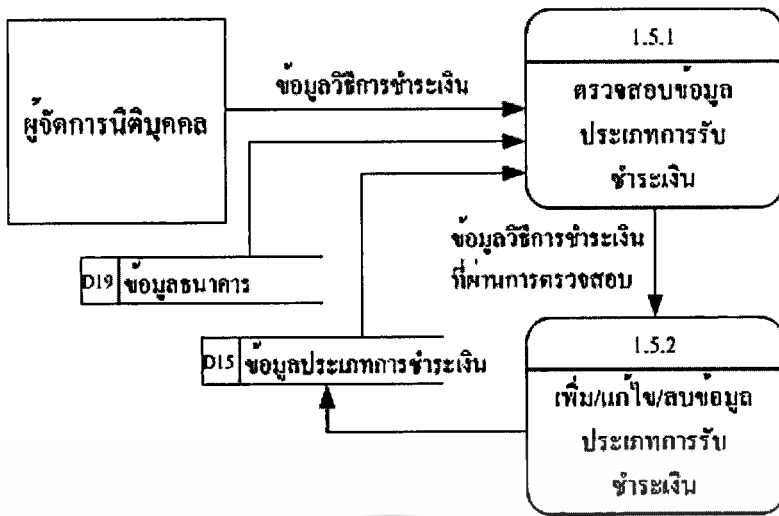 ผู้จัดการนิติบุคคล
ข้อมูลวิธีการชำระเงิน
1.5.1
ตรวจสอบข้อมูล
ประเภทการรับ
ชำระเงิน
D19 ข้อมูลธนาคาร
ข้อมูลวิธีการชำระเงิน
ที่ผ่านการตรวจสอบ
D15 ข้อมูลประเภทการชำระเงิน
1.5.2
เพิ่ม/แก้ไข/ลบข้อมูล
ประเภทการรับ
ชำระเงิน